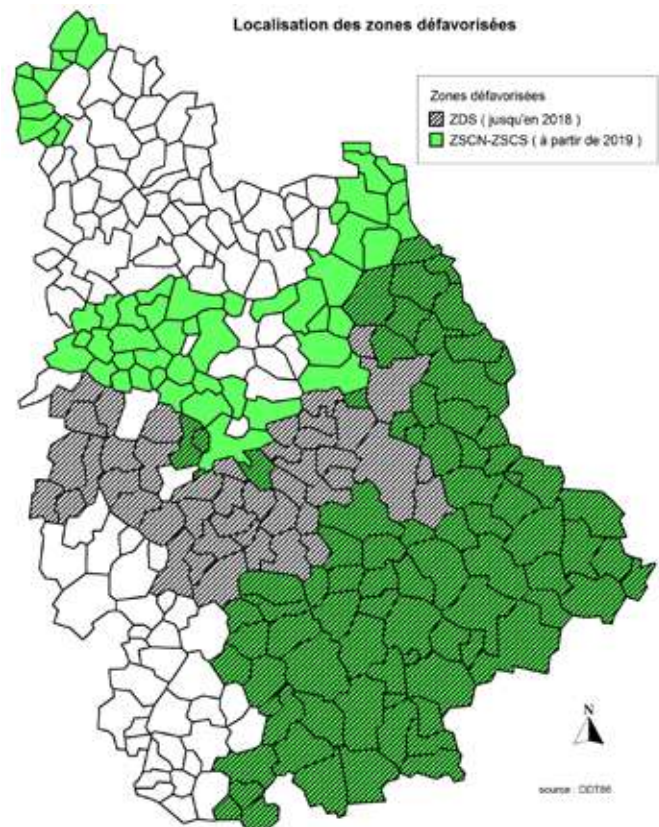 Localisation des zones défavorisées
Zones défavorisées
ZDS ( jusqu'en 2018 )
ZSCN-ZSCS ( à partir de 2019 )
N
source : DDT86